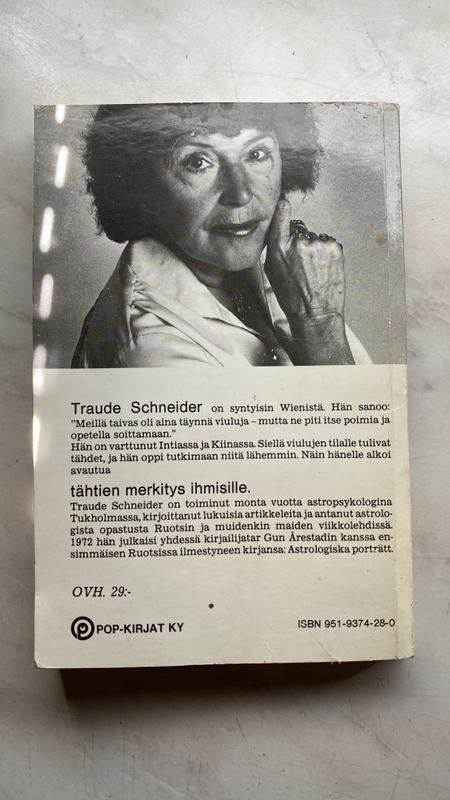 Traude Schneider on syntyisin Wienistä. Hän sanoo:
"Meillä taivas oli aina täynnä viuluja – mutta ne piti itse poimia ja
opetella soittamaan."
Hän on varttunut Intiassa ja Kiinassa. Siellä viulujen tilalle tulivat
tähdet, ja hän oppi tutkimaan niitä lähemmin. Näin hänelle alkoi
avautua
tähtien merkitys ihmisille.
Traude Schneider on toiminut monta vuotta astropsykologina
Tukholmassa, kirjoittanut lukuisia artikkeleita ja antanut astrolo-
gista opastusta Ruotsin ja muidenkin maiden viikkolehdissä.
1972 hän julkaisi yhdessä kirjailijatar Gun Årestadin kanssa en-
simmäisen Ruotsissa ilmestyneen kirjansa: Astrologiska porträtt.
OVH. 29:-
POP-KIRJAT KY
ISBN 951-9374-28-0